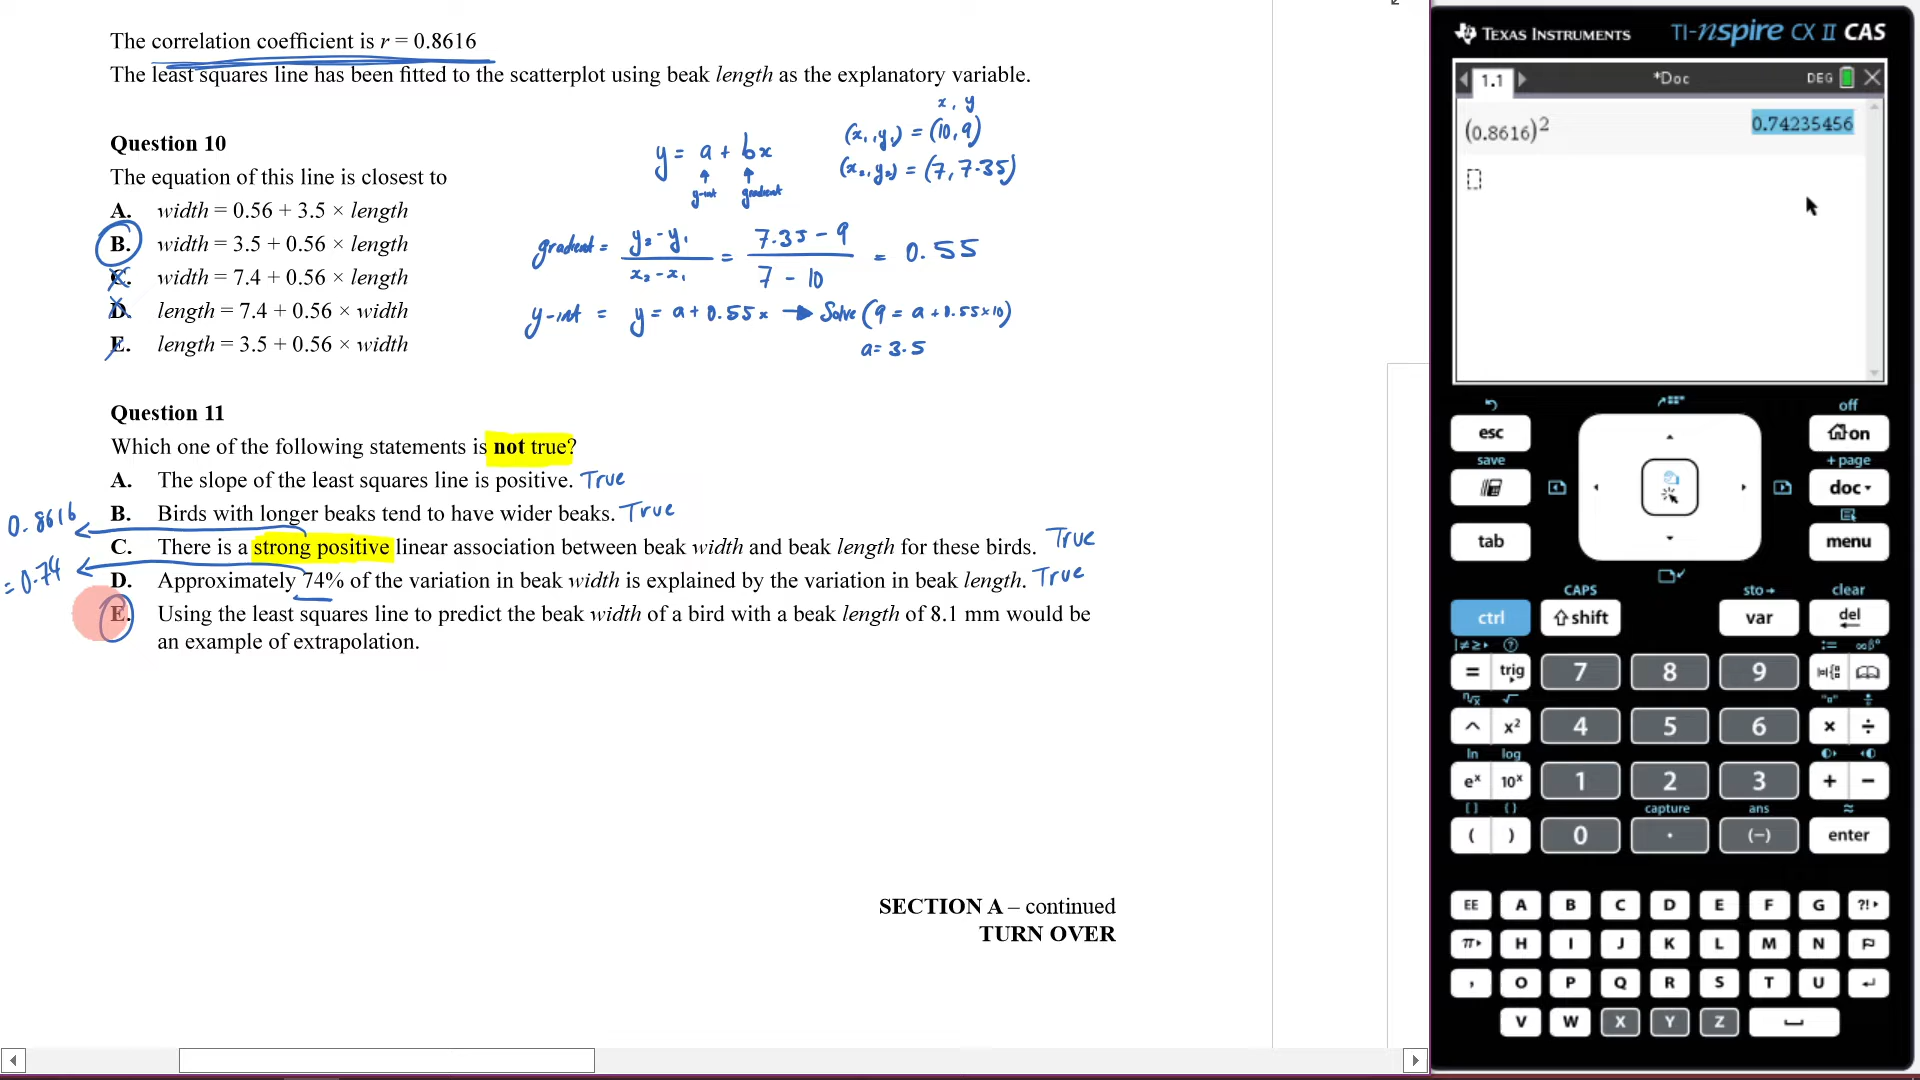 The correlation coefficient is r = 0.8616
The least squares line has been fitted to the scatterplot using beak length as the explanatory variable.
Question 10
The equation of this line is closest to
A. width = 0.56 + 3.5 × length
B. width = 3.5 + 0.56 × length
C. width = 7.4 + 0.56 × length
D. length = 7.4 + 0.56 × width
E. length = 3.5 + 0.56 × width
y = a + bx
y-int gradient
x, y
(x₁, y₁) = (10, 9)
(x₂, y₂) = (7, 7.35)
gradient = y₂ - y₁ / x₂ - x₁ = 7.35 - 9 / 7 - 10 = 0.55
y-int = y = a + 0.55x → Solve (9 = a + 0.55×10)
a = 3.5
Question 11
Which one of the following statements is not true?
A. The slope of the least squares line is positive. True
B. Birds with longer beaks tend to have wider beaks. True
0.8616
C. There is a strong positive linear association between beak width and beak length for these birds. True
= 0.74
D. Approximately 74% of the variation in beak width is explained by the variation in beak length. True
E. Using the least squares line to predict the beak width of a bird with a beak length of 8.1 mm would be
an example of extrapolation.
SECTION A – continued
TURN OVER
TEXAS INSTRUMENTS TI-nspire CX II CAS
1.1 *Doc DEG
(0.8616)² 0.74235456
off
esc on
save + page
doc
tab menu
CAPS sto→ clear
ctrl shift var del
= trig 7 8 9
^ x² 4 5 6 × ÷
ln log
eˣ 10ˣ 1 2 3 + −
[ ] { } capture ans ≈
( ) 0 . (−) enter
EE A B C D E F G ?!
π H I J K L M N
, O P Q R S T U
V W X Y Z